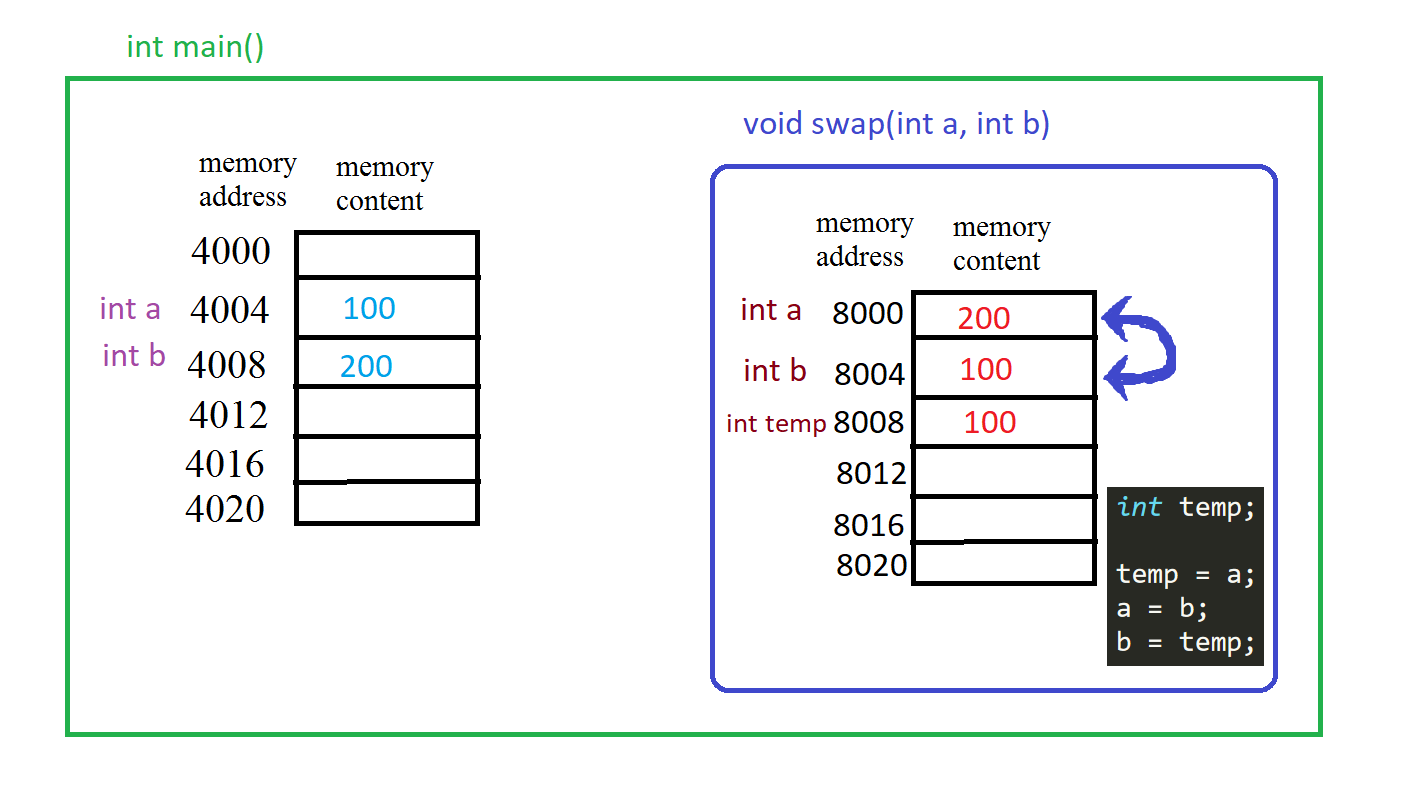 int main()
void swap(int a, int b)
memory
address
memory
content
4000
int a 4004 100
int b 4008 200
4012
4016
4020
memory
address
memory
content
int a 8000 200
int b 8004 100
int temp 8008 100
8012
8016
8020
int temp;
temp = a;
a = b;
b = temp;